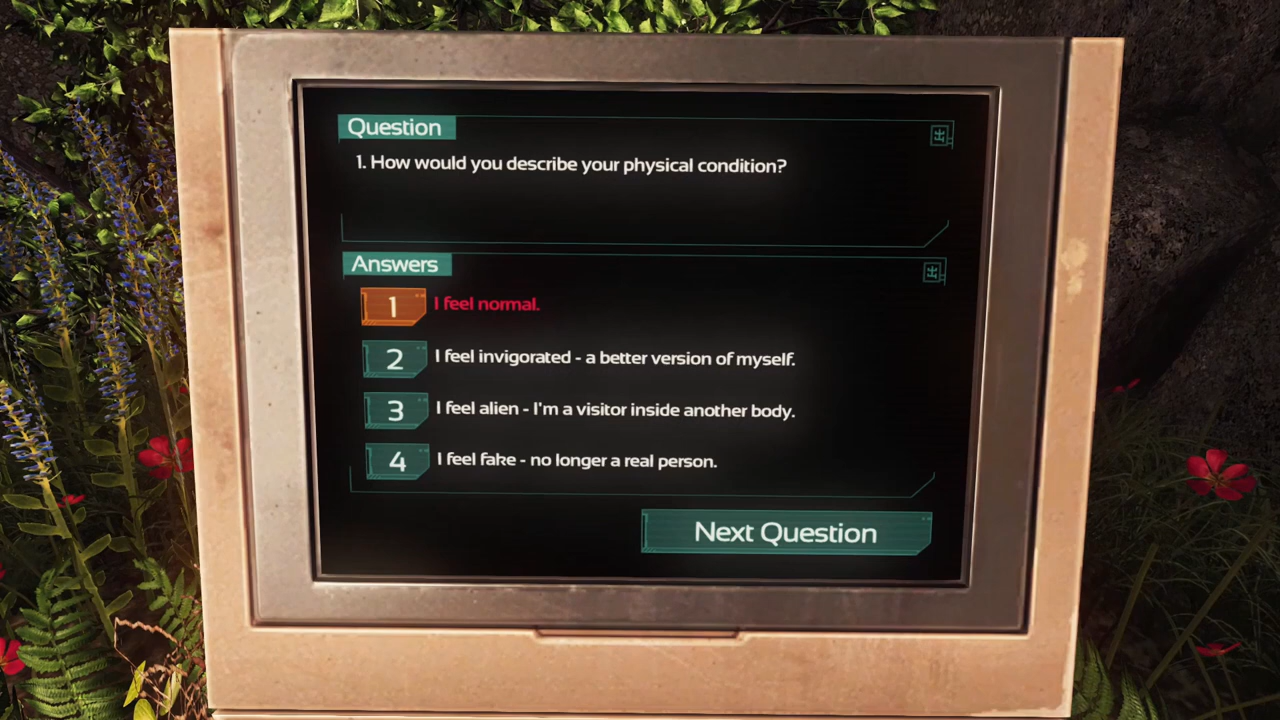 Question
1. How would you describe your physical condition?
Answers
1 I feel normal.
2 I feel invigorated - a better version of myself.
3 I feel alien - I'm a visitor inside another body.
4 I feel fake - no longer a real person.
Next Question